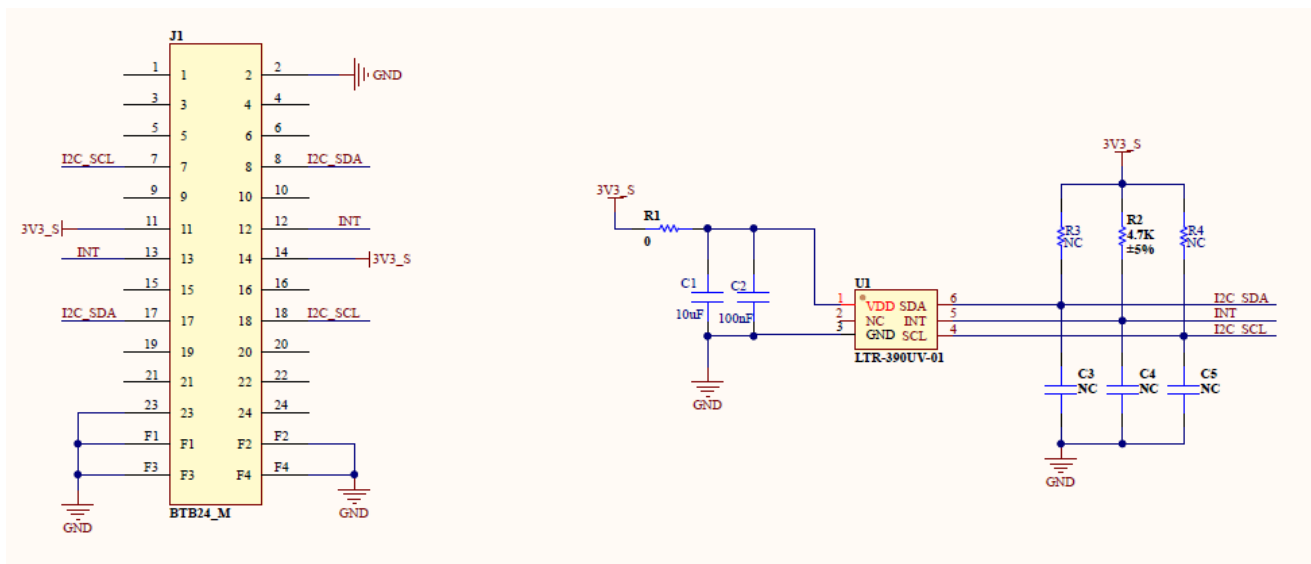 J1
1 1 2 2 GND
3 3 4 4
5 5 6 6
I2C_SCL 7 7 8 8 I2C_SDA
9 9 10 10
3V3_S 11 11 12 12 INT
INT 13 13 14 14 3V3_S
15 15 16 16
I2C_SDA 17 17 18 18 I2C_SCL
19 19 20 20
21 21 22 22
23 23 24 24
F1 F1 F2 F2
F3 F3 F4 F4
GND
GND
BTB24_M
3V3_S
R1
0
C1
10uF
C2
100nF
GND
U1
1 VDD SDA 6
2 NC INT 5
3 GND SCL 4
LTR-390UV-01
3V3_S
R3
NC
R2
4.7K
±5%
R4
NC
I2C_SDA
INT
I2C_SCL
C3
NC
C4
NC
C5
NC
GND